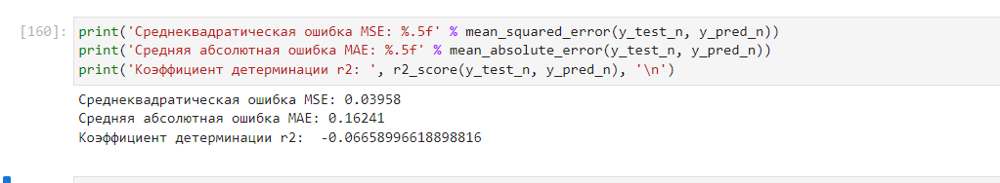 [160]: print('Среднеквадратическая ошибка MSE: %.5f' % mean_squared_error(y_test_n, y_pred_n))
print('Средняя абсолютная ошибка MAE: %.5f' % mean_absolute_error(y_test_n, y_pred_n))
print('Коэффициент детерминации r2: ', r2_score(y_test_n, y_pred_n), '\n')
Среднеквадратическая ошибка MSE: 0.03958
Средняя абсолютная ошибка MAE: 0.16241
Коэффициент детерминации r2:  -0.06658996618898816